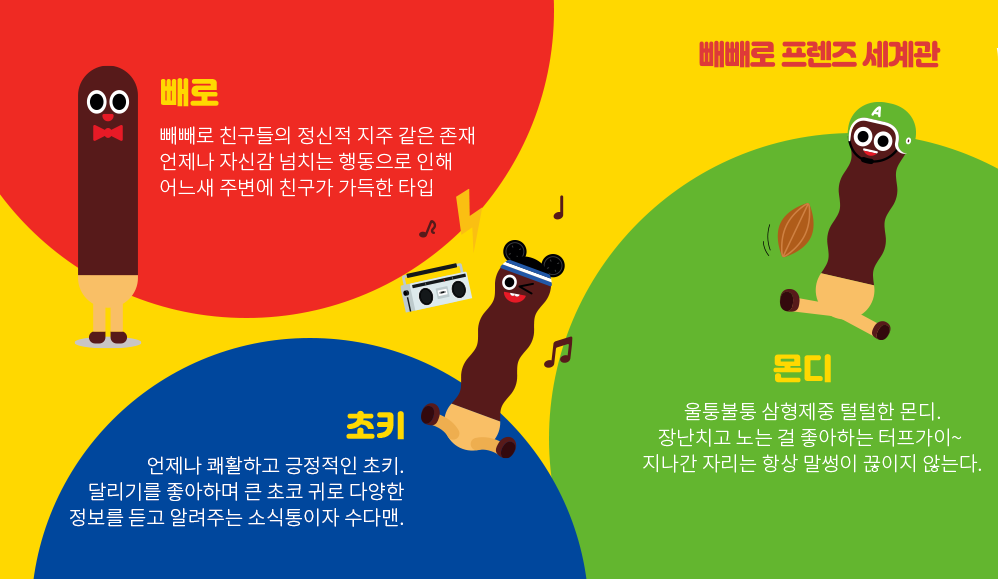 빼빼로 프렌즈 세계관
빼로
빼빼로 친구들의 정신적 지주 같은 존재
언제나 자신감 넘치는 행동으로 인해
어느새 주변에 친구가 가득한 타입
초키
언제나 쾌활하고 긍정적인 초키.
달리기를 좋아하며 큰 초코 귀로 다양한
정보를 듣고 알려주는 소식통이자 수다맨.
A
몬디
울퉁불퉁 삼형제중 털털한 몬디.
장난치고 노는 걸 좋아하는 터프가이~
지나간 자리는 항상 말썽이 끊이지 않는다.